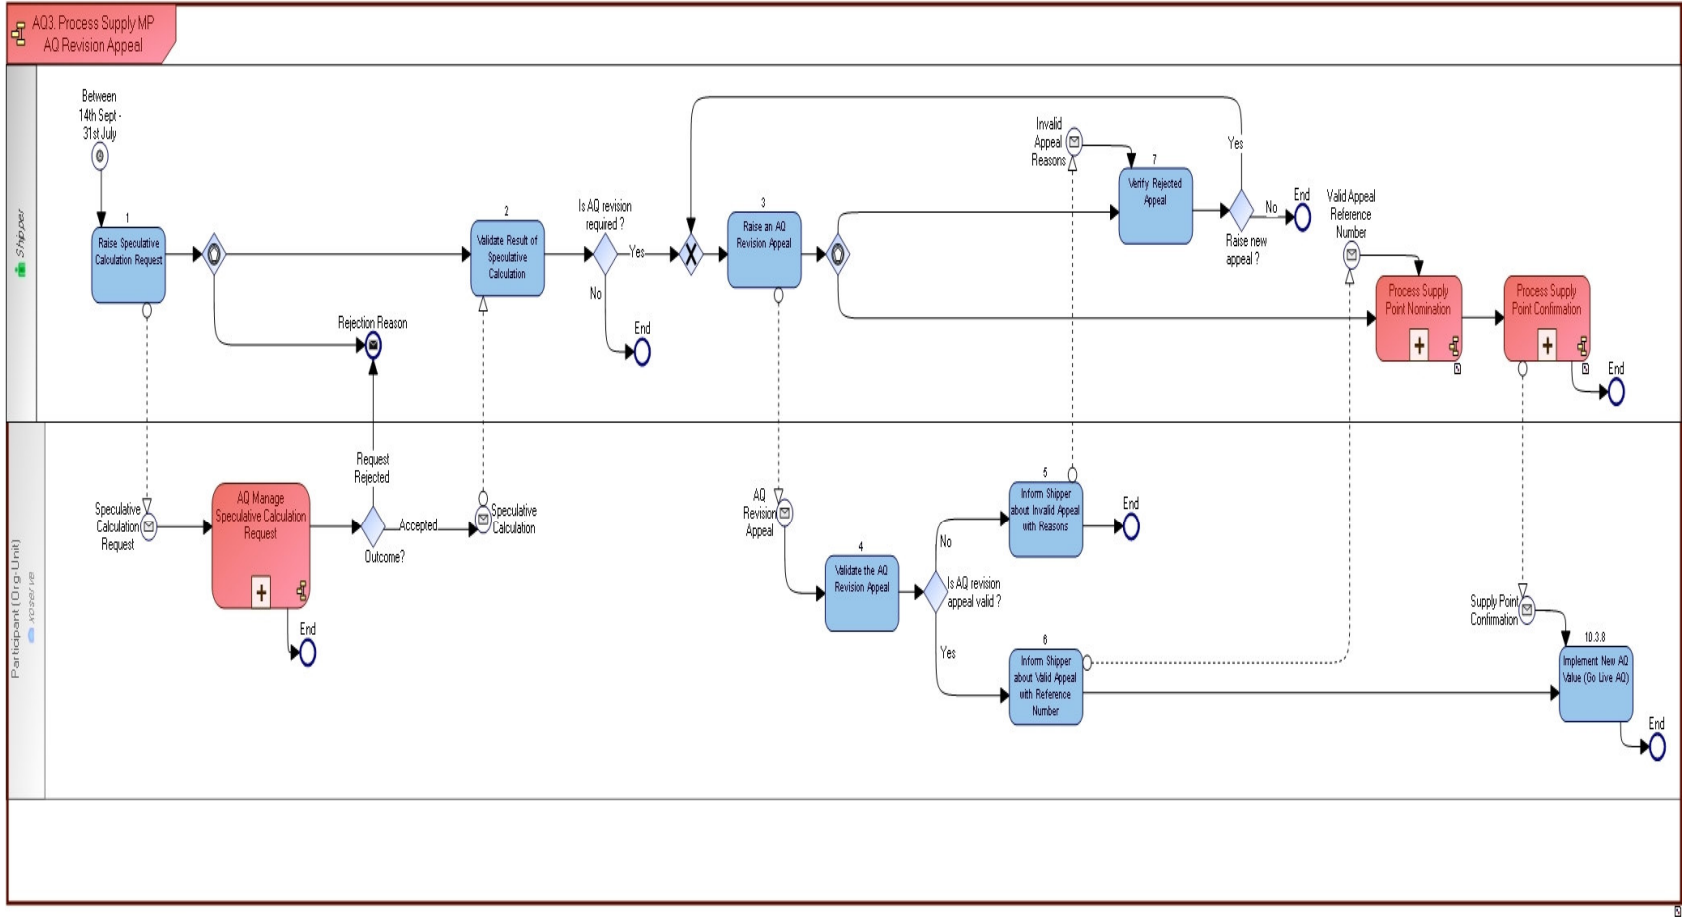 AQ3. Process Supply MP
AQ Revision Appeal
Shipper
Between
14th Sept -
31st July
1
Raise Speculative
Calculation Request
Rejection Reason
2
Validate Result of
Speculative
Calculation
Is AQ revision
required ?
Yes
No
End
3
Raise an AQ
Revision Appeal
Invalid
Appeal
Reasons
7
Verify Rejected
Appeal
Yes
No
Raise new
appeal ?
End
Valid Appeal
Reference
Number
Process Supply
Point Nomination
Process Supply
Point Confirmation
End
Participant (Org-Unit)
xoserve
Speculative
Calculation
Request
AQ Manage
Speculative Calculation
Request
End
Request
Rejected
Accepted
Outcome?
Speculative
Calculation
AQ
Revision
Appeal
4
Validate the AQ
Revision Appeal
No
Is AQ revision
appeal valid ?
Yes
5
Inform Shipper
about Invalid Appeal
with Reasons
End
6
Inform Shipper
about Valid Appeal
with Reference
Number
Supply Point
Confirmation
10.3.8
Implement New AQ
Value (Go Live AQ)
End